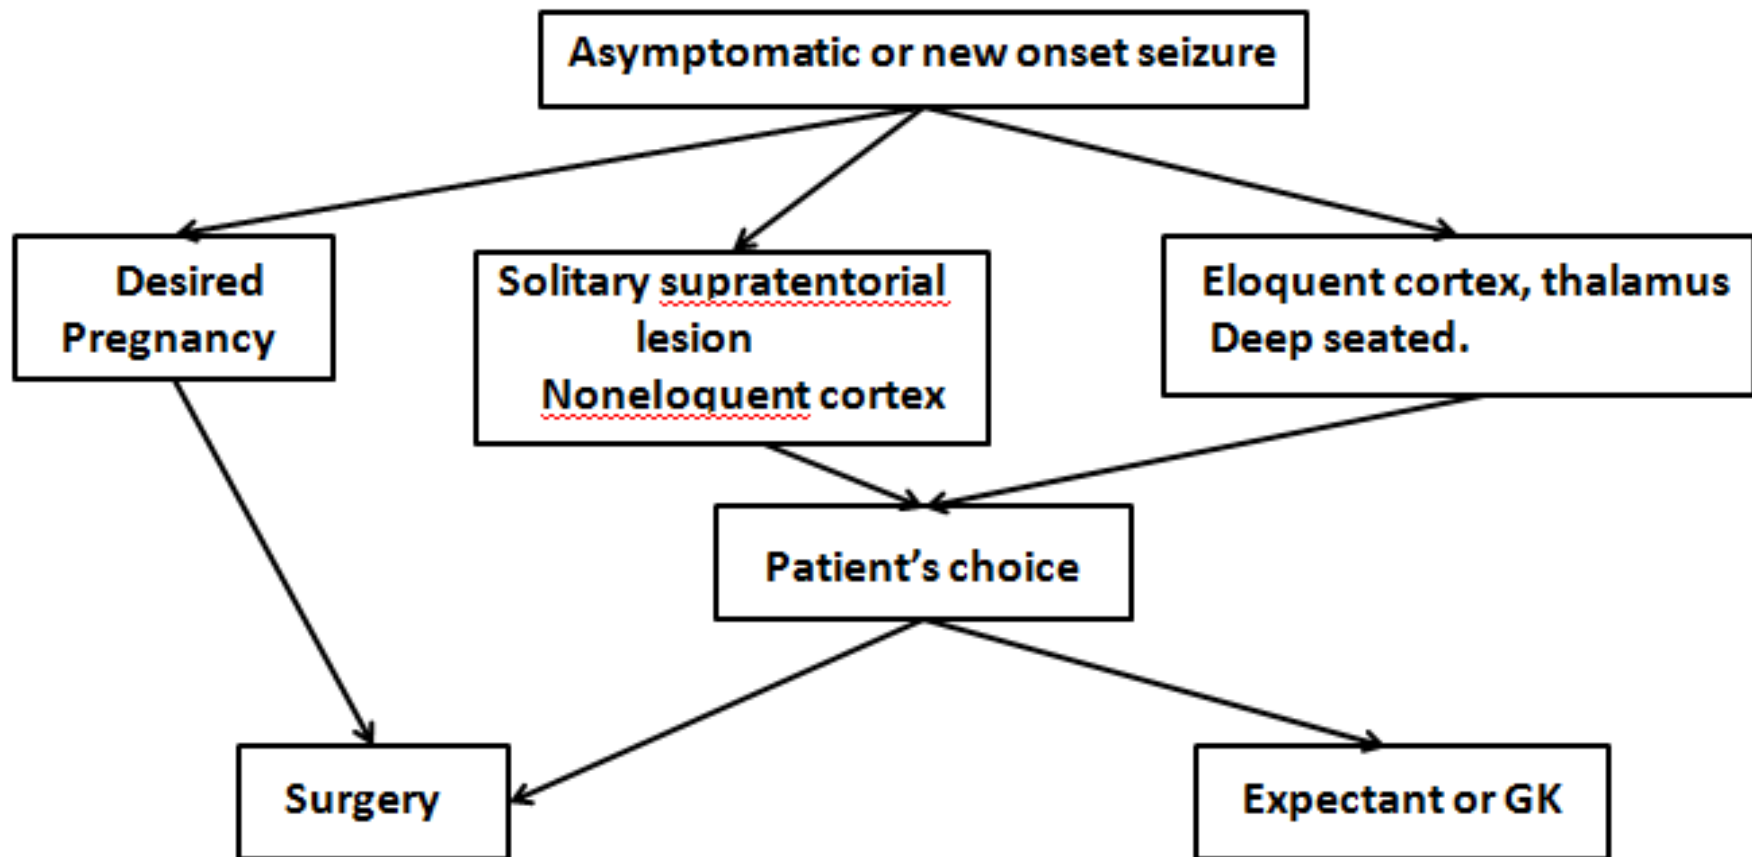 Asymptomatic or new onset seizure
Desired
Pregnancy
Solitary supratentorial
lesion
Noneloquent cortex
Eloquent cortex, thalamus
Deep seated.
Patient’s choice
Surgery
Expectant or GK